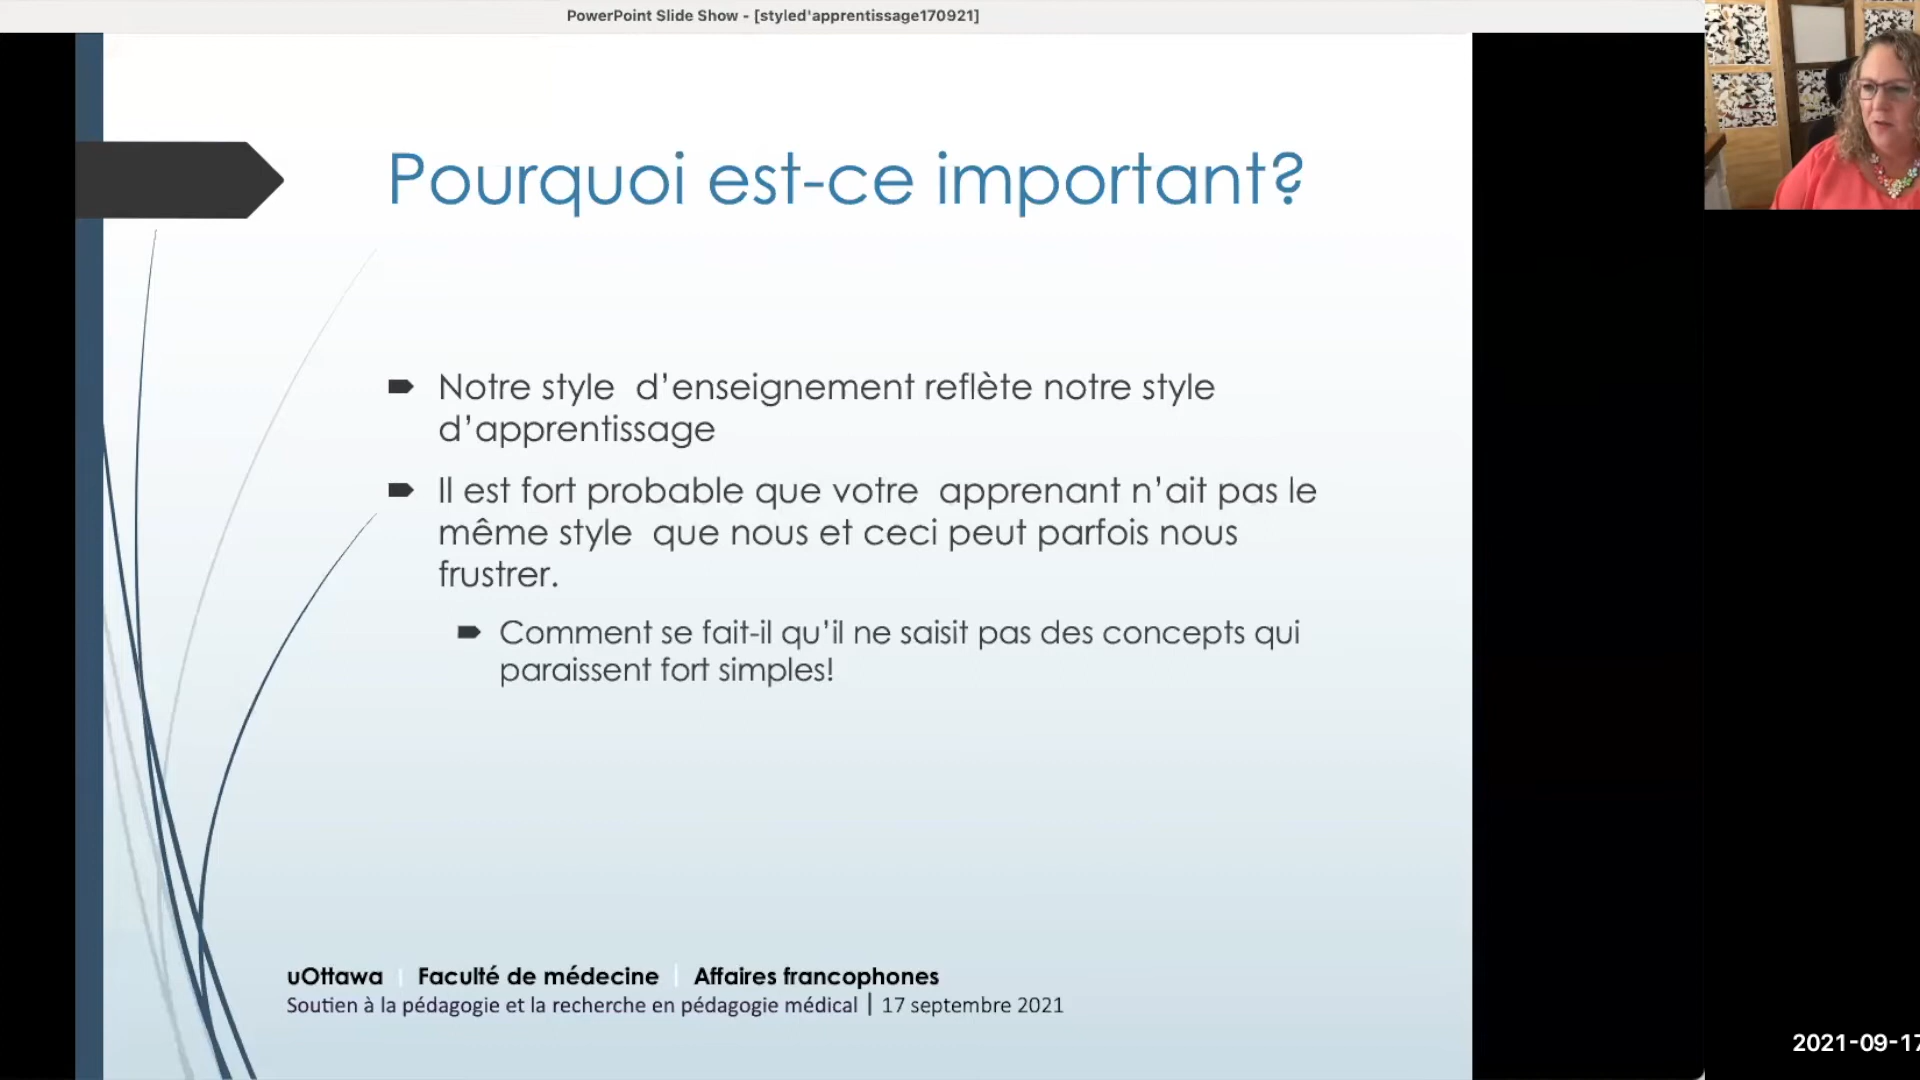 PowerPoint Slide Show - [styled'apprentissage170921]
Pourquoi est-ce important?
Notre style d’enseignement reflète notre style
d’apprentissage
Il est fort probable que votre apprenant n’ait pas le
même style que nous et ceci peut parfois nous
frustrer.
Comment se fait-il qu’il ne saisit pas des concepts qui
paraissent fort simples!
uOttawa | Faculté de médecine | Affaires francophones
Soutien à la pédagogie et la recherche en pédagogie médical | 17 septembre 2021
2021-09-17